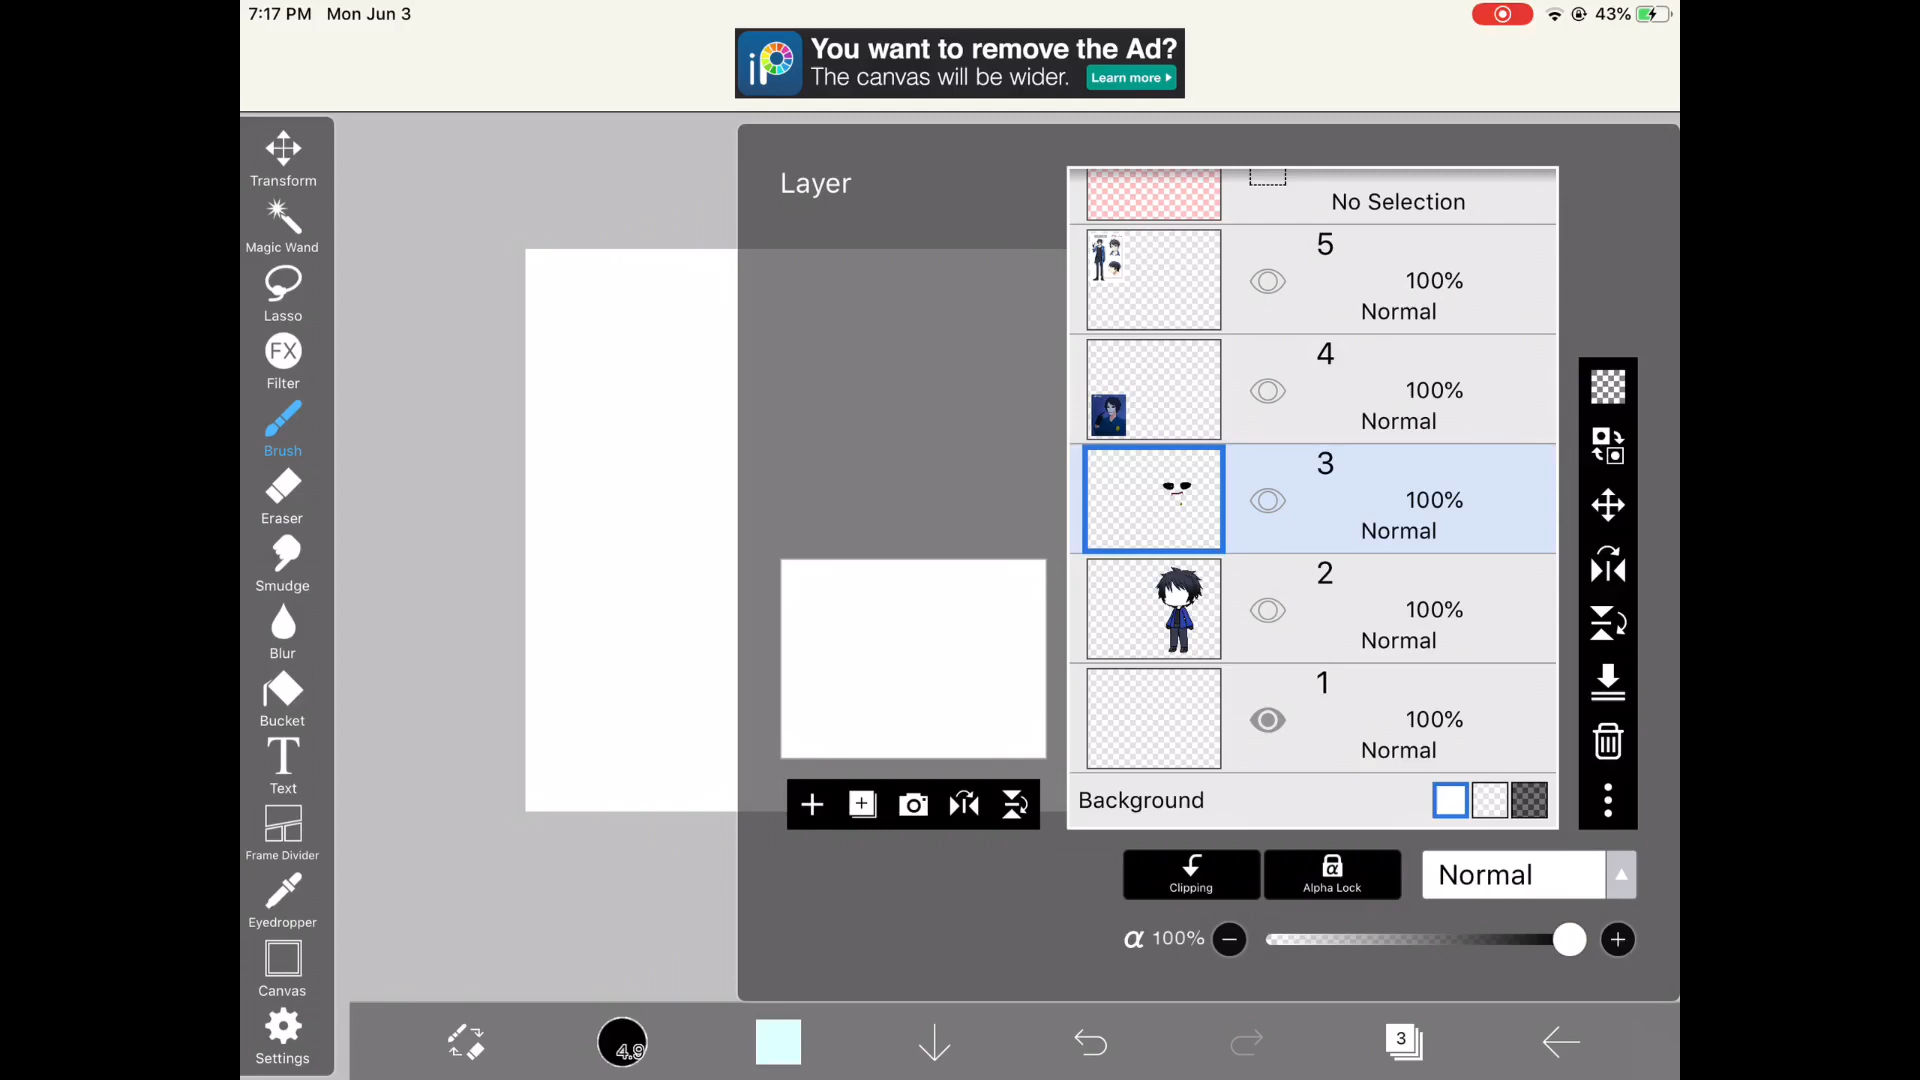 7:17 PM Mon Jun 3
43%
iP
You want to remove the Ad?
The canvas will be wider.
Learn more
Transform
Magic Wand
Lasso
FX
Filter
Brush
Eraser
Smudge
Blur
Bucket
T
Text
Frame Divider
Eyedropper
Canvas
Settings
Layer
No Selection
5
100%
Normal
4
100%
Normal
3
100%
Normal
2
100%
Normal
1
100%
Normal
Background
Clipping
α
Alpha Lock
Normal
α 100%
4.9
3